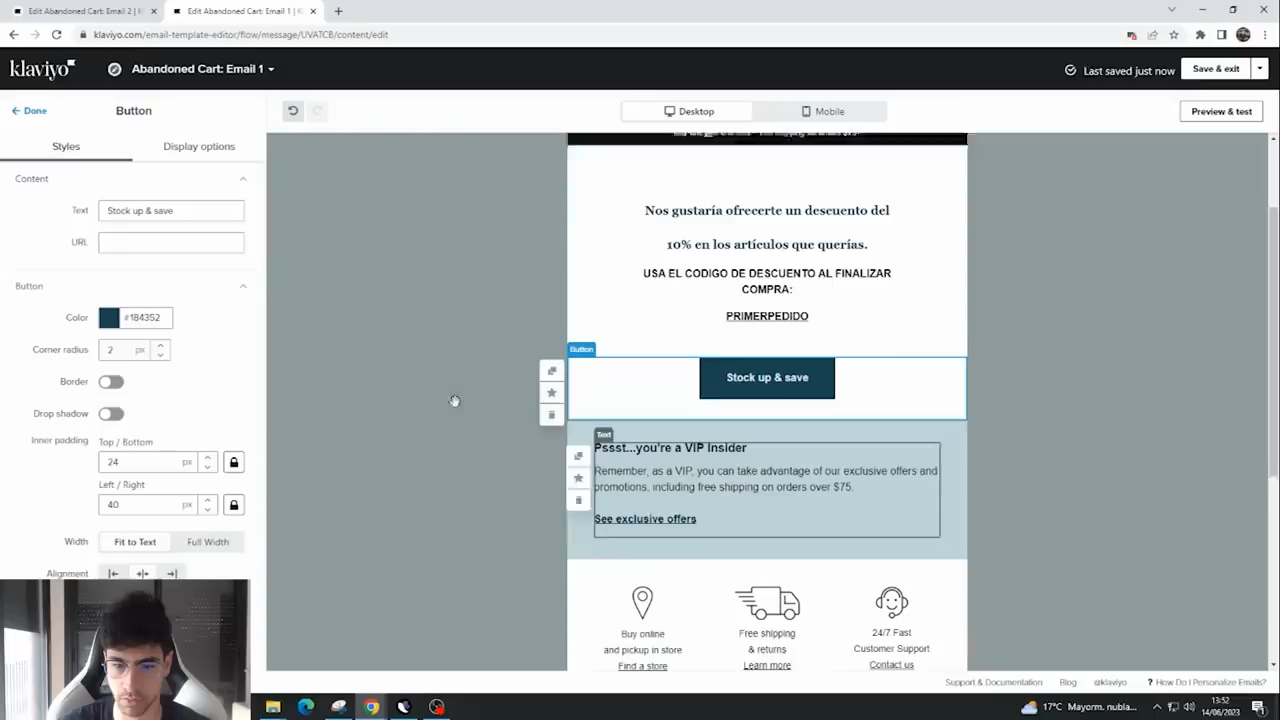 Edit Abandoned Cart: Email 2 | K
Edit Abandoned Cart: Email 1 | K
klaviyo.com/email-template-editor/flow/message/UVATCB/content/edit
klaviyo
Abandoned Cart: Email 1
Last saved just now
Save & exit
Done
Button
Desktop
Mobile
Preview & test
Styles
Display options
Content
Text
Stock up & save
URL
Button
Color
#184352
Corner radius
2 px
Border
Drop shadow
Inner padding
Top / Bottom
24 px
Left / Right
40 px
Width
Fit to Text
Full Width
Alignment
Nos gustaría ofrecerte un descuento del
10% en los artículos que querías.
USA EL CODIGO DE DESCUENTO AL FINALIZAR
COMPRA:
PRIMERPEDIDO
Button
Stock up & save
Text
Pssst...you're a VIP Insider
Remember, as a VIP, you can take advantage of our exclusive offers and
promotions, including free shipping on orders over $75.
See exclusive offers
Buy online
and pickup in store
Find a store
Free shipping
& returns
Learn more
24/7 Fast
Customer Support
Contact us
Support & Documentation
Blog
@klaviyo
? How Do I Personalize Emails?
17°C Mayorm. nubla...
13:52
14/06/2023